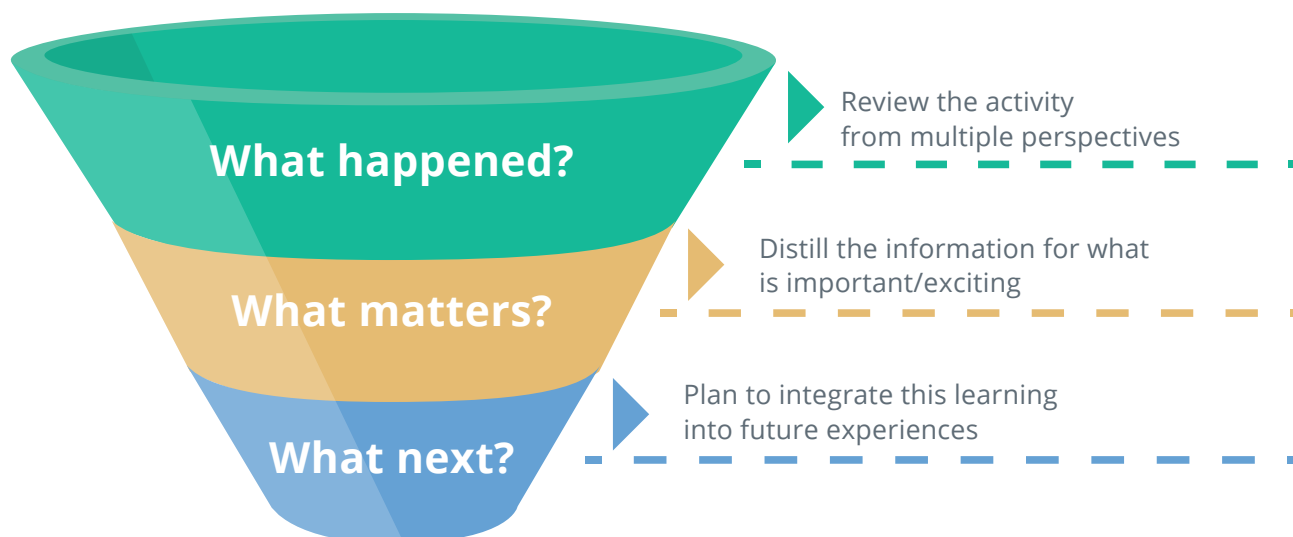 What happened?
Review the activity
from multiple perspectives
What matters?
Distill the information for what
is important/exciting
What next?
Plan to integrate this learning
into future experiences